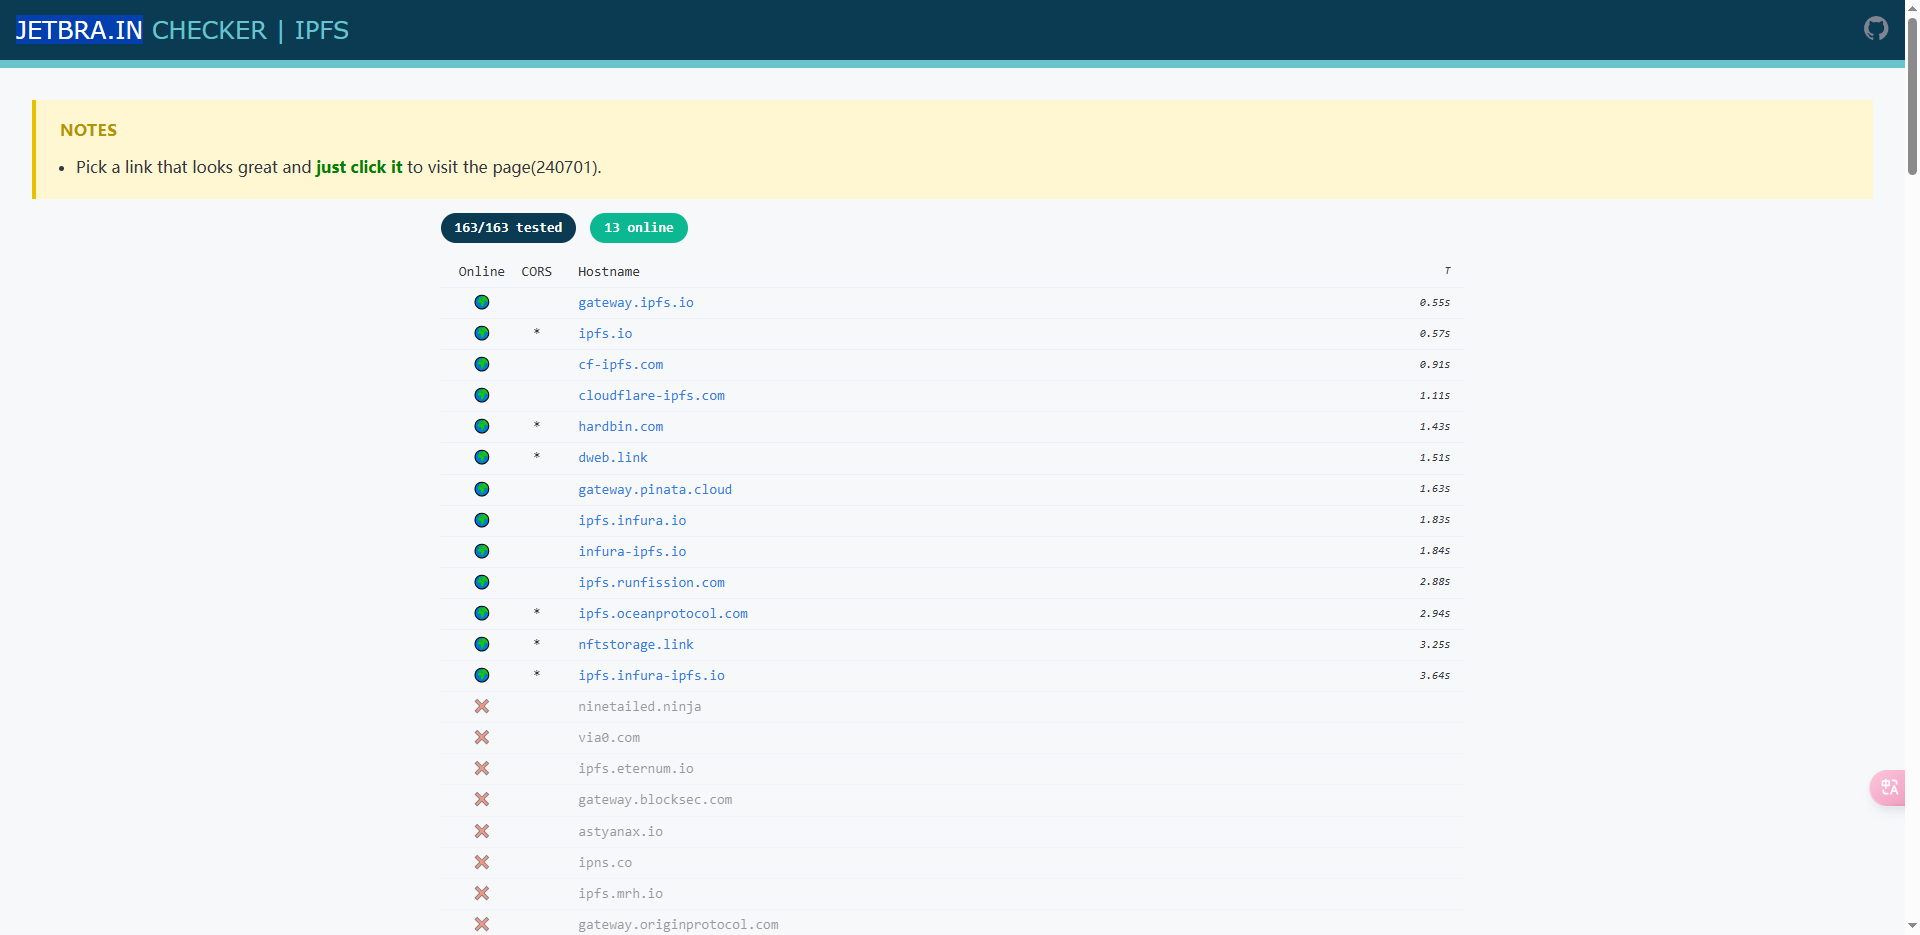 JETBRA.IN CHECKER | IPFS
NOTES
• Pick a link that looks great and just click it to visit the page(240701).
163/163 tested 13 online
Online CORS Hostname T
gateway.ipfs.io 0.55s
* ipfs.io 0.57s
cf-ipfs.com 0.91s
cloudflare-ipfs.com 1.11s
* hardbin.com 1.43s
* dweb.link 1.51s
gateway.pinata.cloud 1.63s
ipfs.infura.io 1.83s
infura-ipfs.io 1.84s
ipfs.runfission.com 2.88s
* ipfs.oceanprotocol.com 2.94s
* nftstorage.link 3.25s
* ipfs.infura-ipfs.io 3.64s
ninetailed.ninja
via0.com
ipfs.eternum.io
gateway.blocksec.com
astyanax.io
ipns.co
ipfs.mrh.io
gateway.originprotocol.com